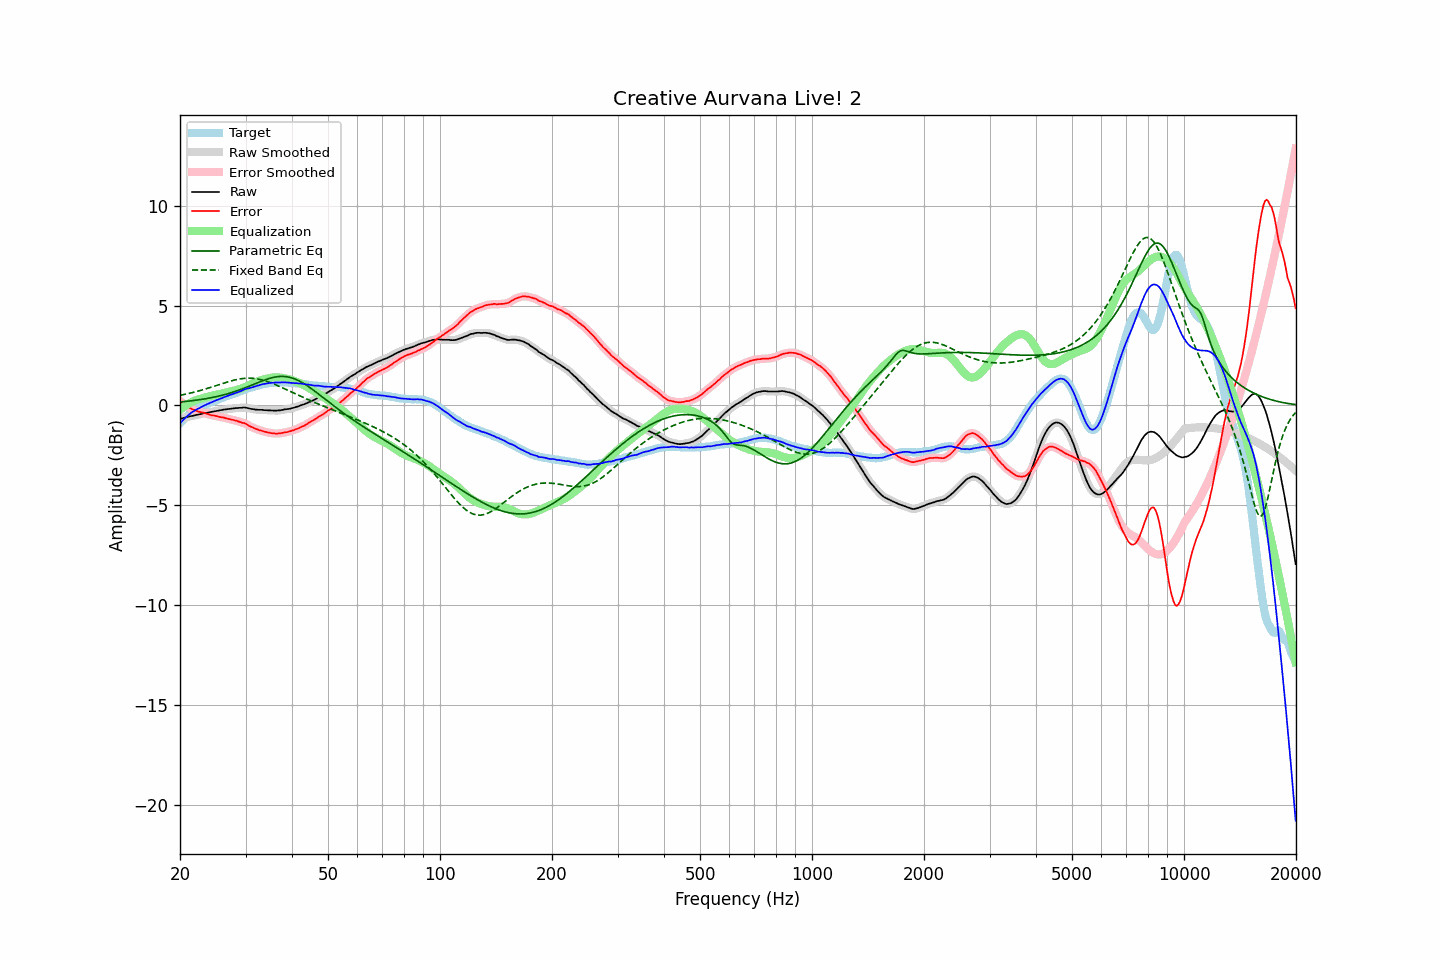 Creative Aurvana Live! 2
Target
Raw Smoothed
Error Smoothed
Raw
Error
Equalization
Parametric Eq
Fixed Band Eq
Equalized
10
5
0
−5
−10
−15
−20
Amplitude (dBr)
20 50 100 200 500 1000 2000 5000 10000 20000
Frequency (Hz)